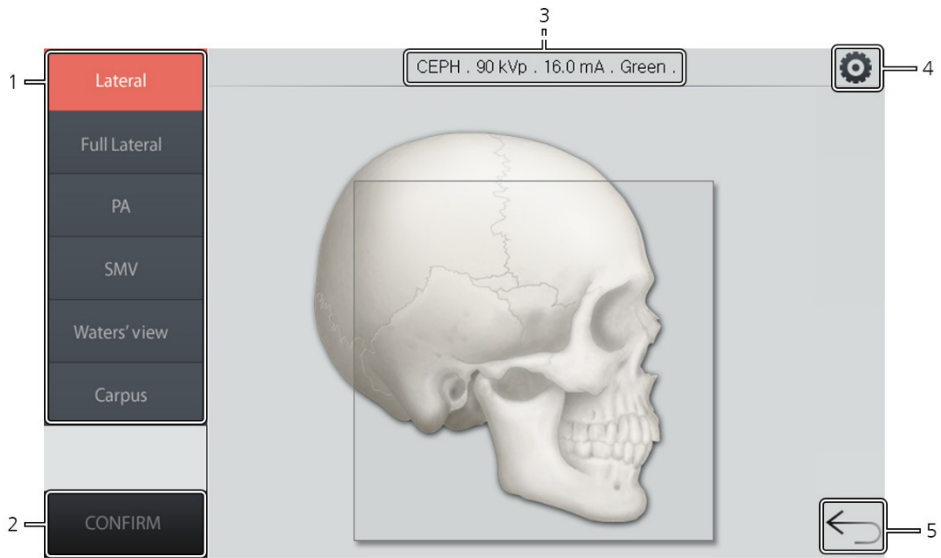 3
1
Lateral
CEPH . 90 kVp . 16.0 mA . Green .
4
Full Lateral
PA
SMV
Waters' view
Carpus
2
CONFIRM
5